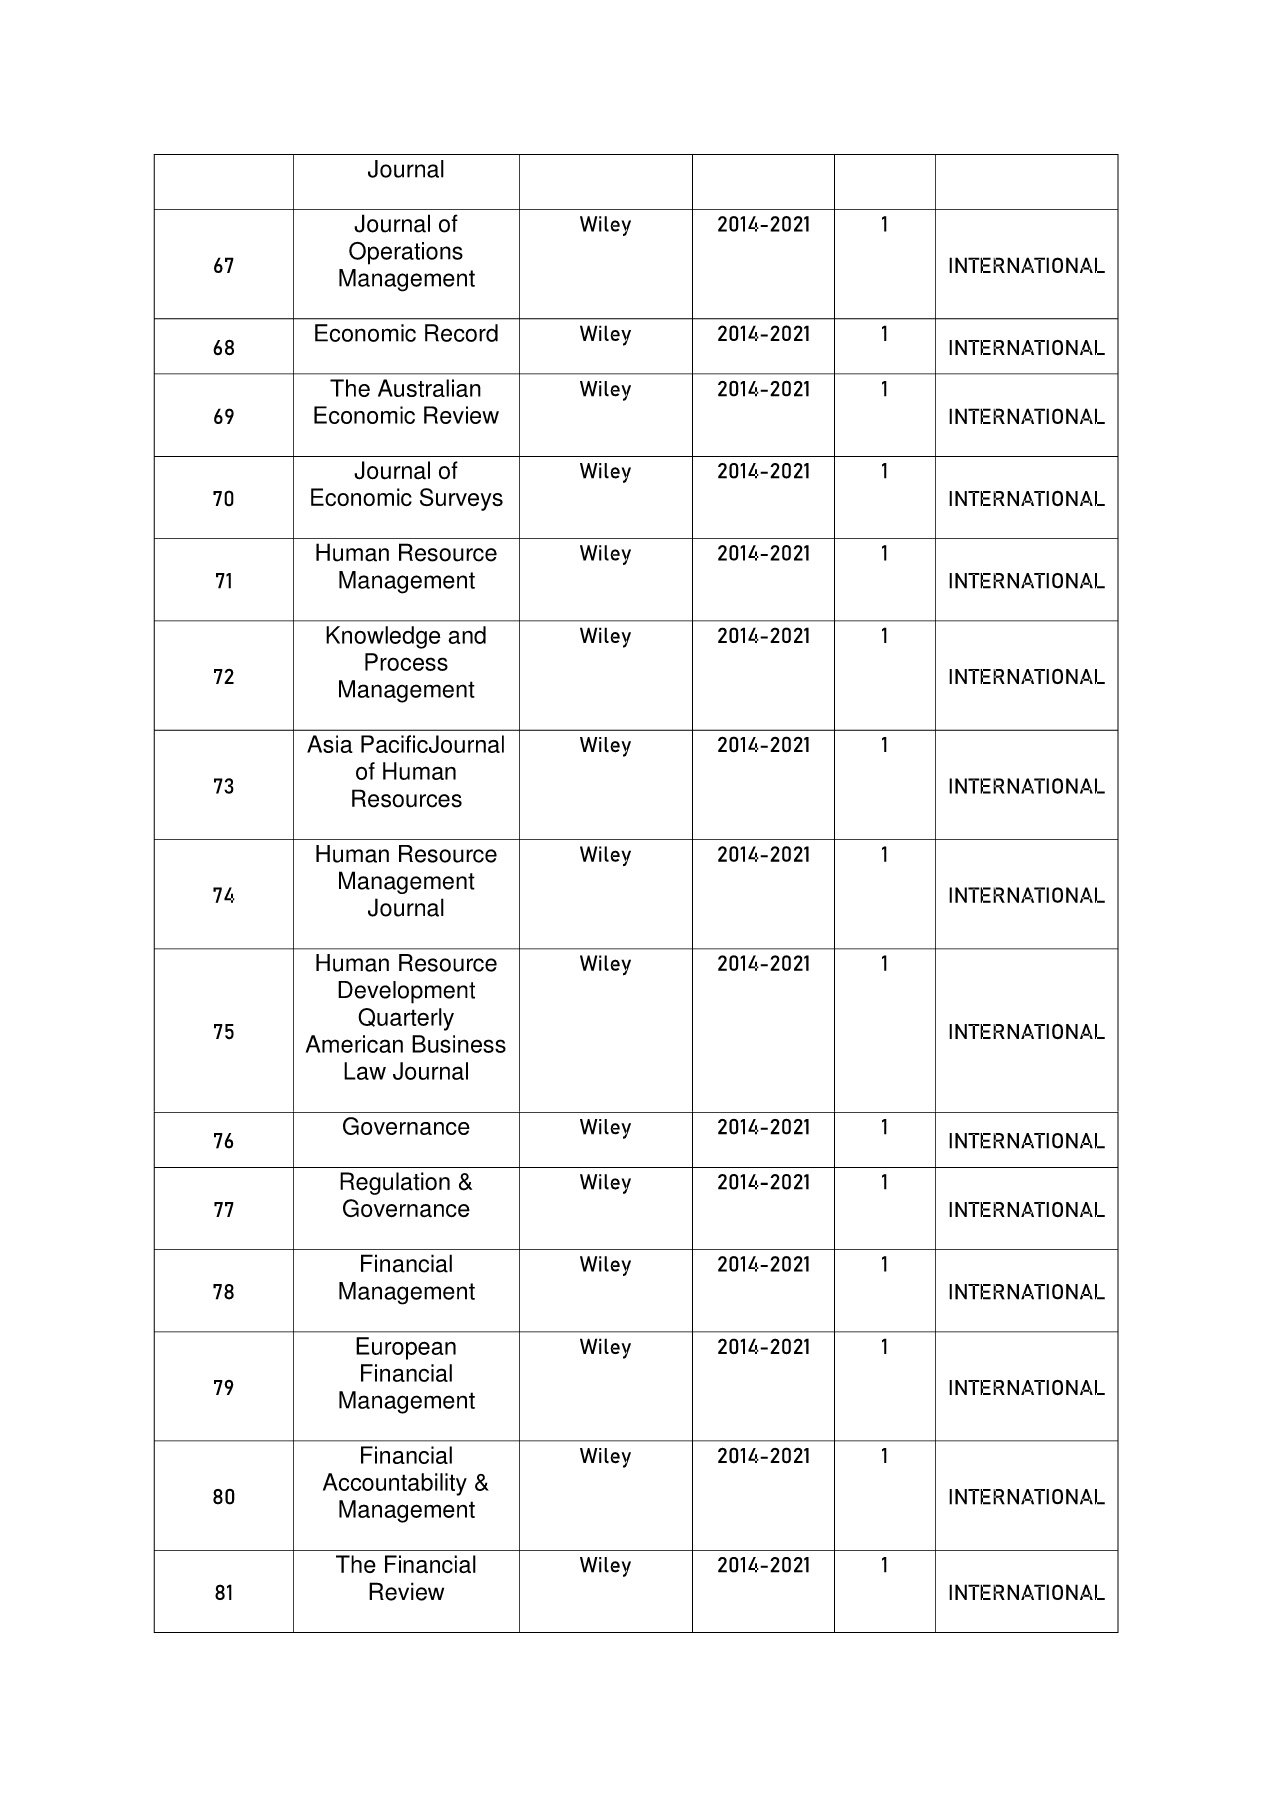 Journal
67 Journal of Operations Management Wiley 2014-2021 1 INTERNATIONAL
68 Economic Record Wiley 2014-2021 1 INTERNATIONAL
69 The Australian Economic Review Wiley 2014-2021 1 INTERNATIONAL
70 Journal of Economic Surveys Wiley 2014-2021 1 INTERNATIONAL
71 Human Resource Management Wiley 2014-2021 1 INTERNATIONAL
72 Knowledge and Process Management Wiley 2014-2021 1 INTERNATIONAL
73 Asia PacificJournal of Human Resources Wiley 2014-2021 1 INTERNATIONAL
74 Human Resource Management Journal Wiley 2014-2021 1 INTERNATIONAL
75 Human Resource Development Quarterly American Business Law Journal Wiley 2014-2021 1 INTERNATIONAL
76 Governance Wiley 2014-2021 1 INTERNATIONAL
77 Regulation & Governance Wiley 2014-2021 1 INTERNATIONAL
78 Financial Management Wiley 2014-2021 1 INTERNATIONAL
79 European Financial Management Wiley 2014-2021 1 INTERNATIONAL
80 Financial Accountability & Management Wiley 2014-2021 1 INTERNATIONAL
81 The Financial Review Wiley 2014-2021 1 INTERNATIONAL